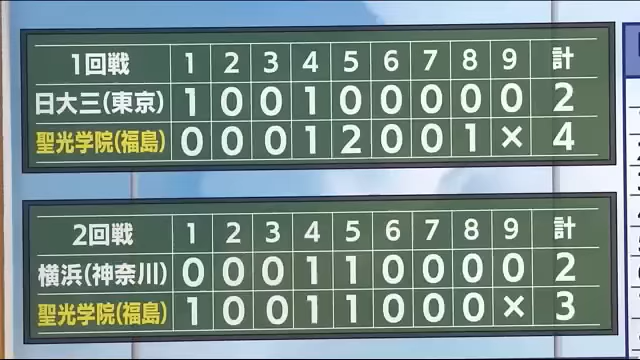 1回戦 1 2 3 4 5 6 7 8 9 計
日大三(東京) 1 0 0 1 0 0 0 0 0 2
聖光学院(福島) 0 0 0 1 2 0 0 1 × 4
2回戦 1 2 3 4 5 6 7 8 9 計
横浜(神奈川) 0 0 0 1 1 0 0 0 0 2
聖光学院(福島) 1 0 0 1 1 0 0 0 × 3